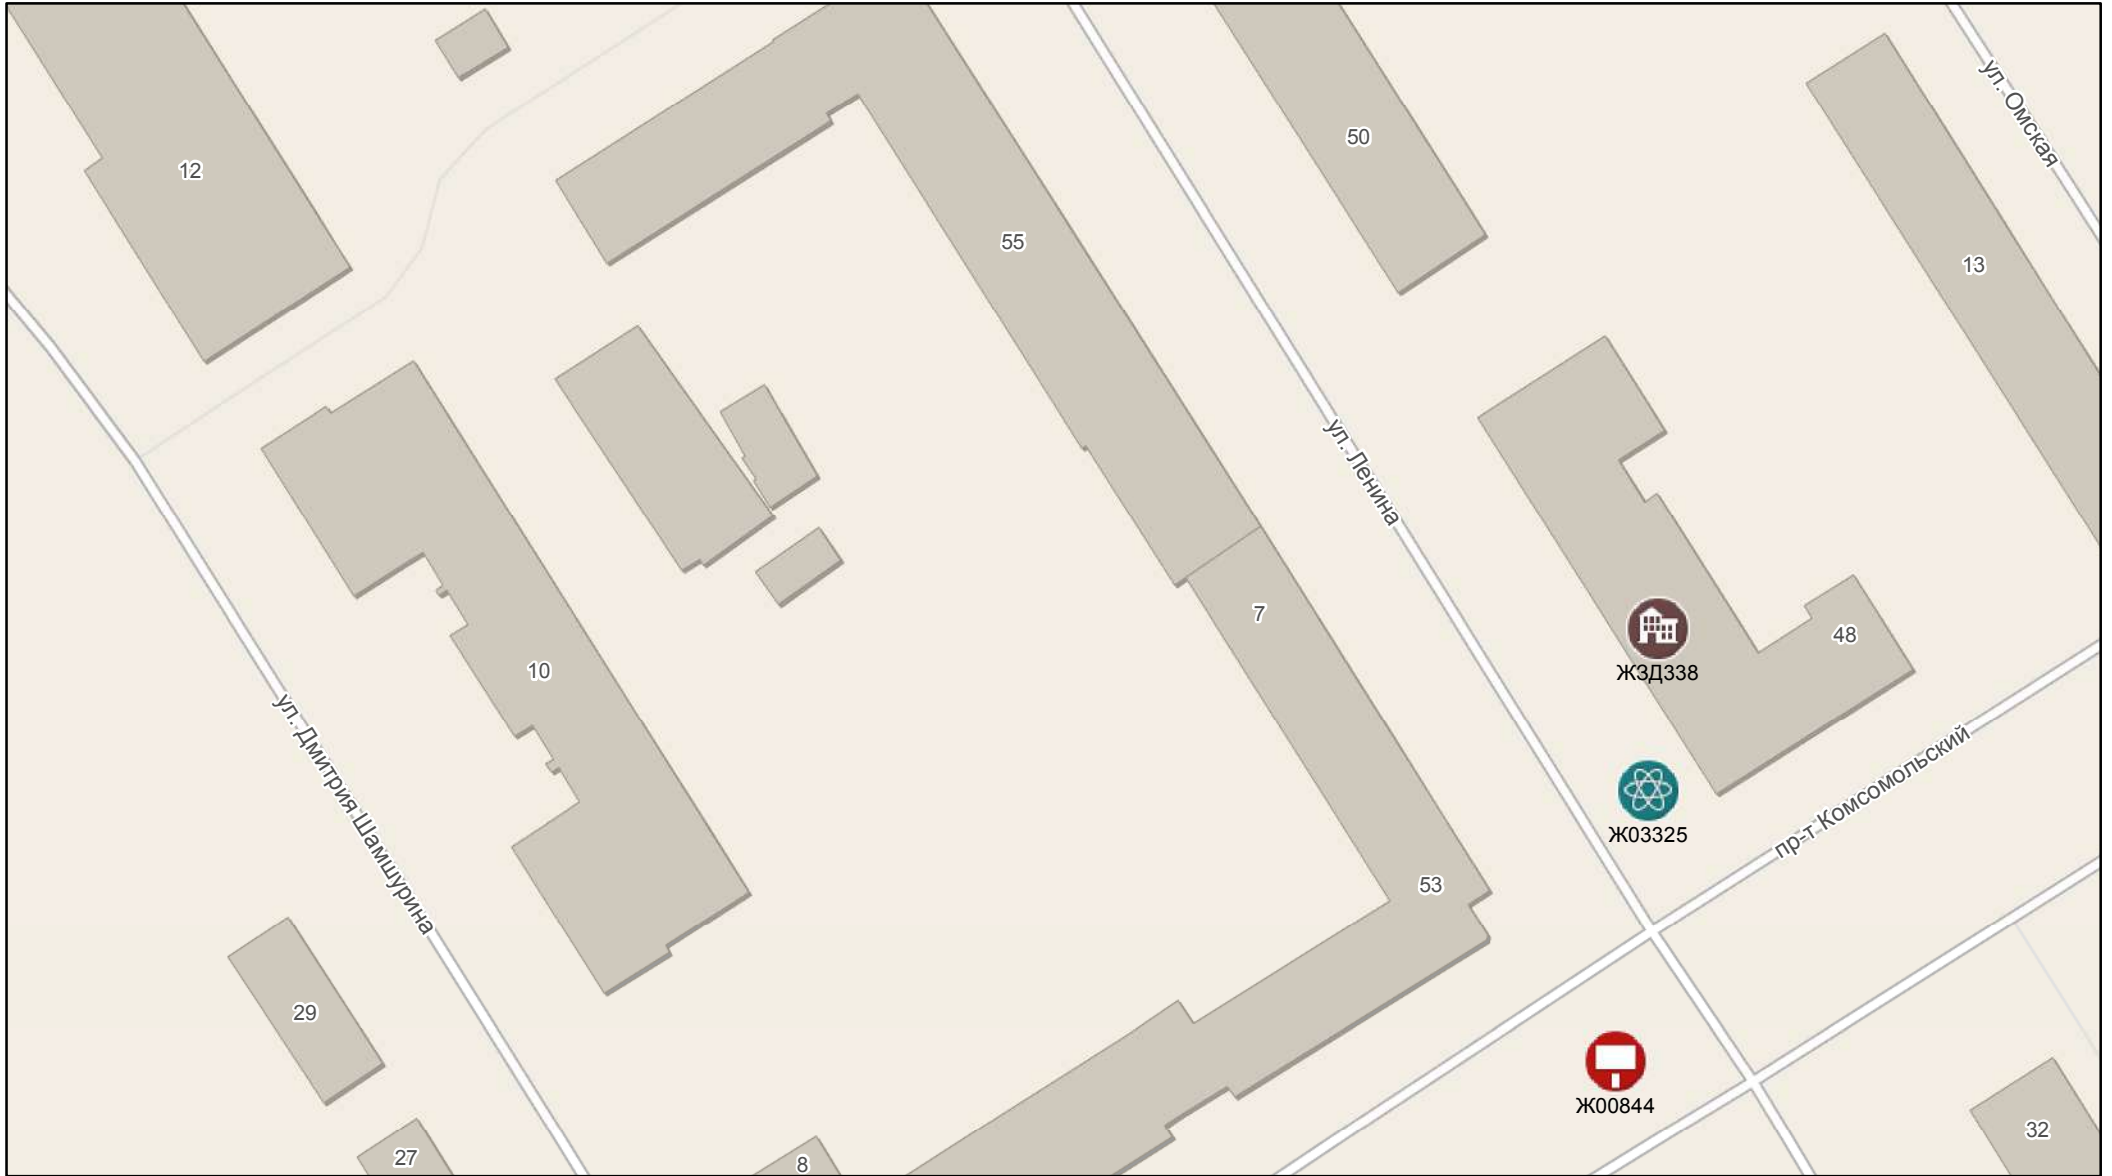 ул. Омская
50
12
55
13
ул. Ленина
7
48
10
ЖЗД338
ул. Дмитрия Шамшурина
пр-т Комсомольский
Ж03325
53
29
Ж00844
32
27
8